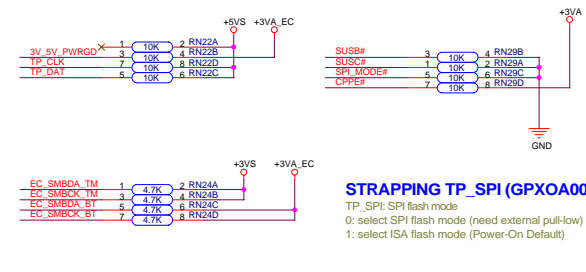 +3VA
+5VS +3VA_EC
1 10K 2 RN22A
3V_5V_PWRGD 3 10K 4 RN22B
TP_CLK 7 10K 8 RN22D
TP_DAT 5 10K 6 RN22C
SUSB# 3 10K 4 RN29B
SUSC# 1 10K 2 RN29A
SPI_MODE# 5 10K 6 RN29C
CPPE# 7 10K 8 RN29D
GND
+3VS +3VA_EC
EC_SMBDA_TM 1 4.7K 2 RN24A
EC_SMBCK_TM 3 4.7K 4 RN24B
EC_SMBDA_BT 5 4.7K 6 RN24C
EC_SMBCK_BT 7 4.7K 8 RN24D
STRAPPING TP_SPI (GPXOA00
TP_SPI: SPI flash mode
0: select SPI flash mode (need external pull-low)
1: select ISA flash mode (Power-On Default)